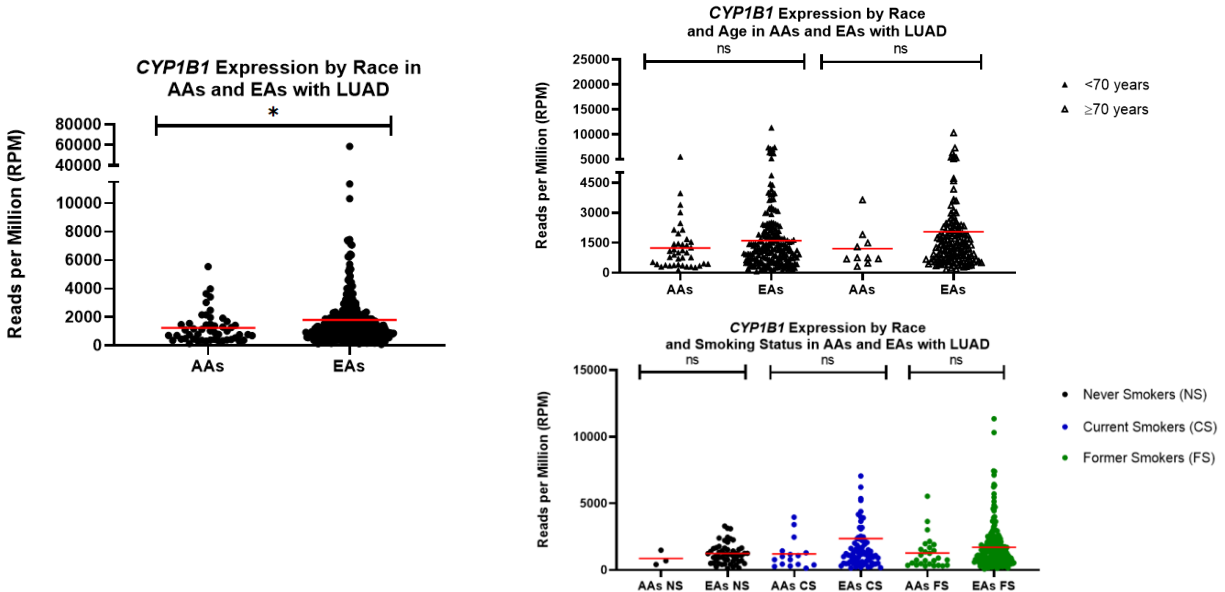 CYP1B1 Expression by Race in
AAs and EAs with LUAD
*
Reads per Million (RPM)
80000
60000
40000
10000
8000
6000
4000
2000
0
AAs
EAs
CYP1B1 Expression by Race
and Age in AAs and EAs with LUAD
ns
ns
Reads per Million (RPM)
25000
20000
15000
10000
5000
4500
3000
1500
0
AAs
EAs
AAs
EAs
<70 years
≥70 years
CYP1B1 Expression by Race
and Smoking Status in AAs and EAs with LUAD
ns
ns
ns
Reads per Million (RPM)
15000
10000
5000
0
AAs NS
EAs NS
AAs CS
EAs CS
AAs FS
EAs FS
Never Smokers (NS)
Current Smokers (CS)
Former Smokers (FS)